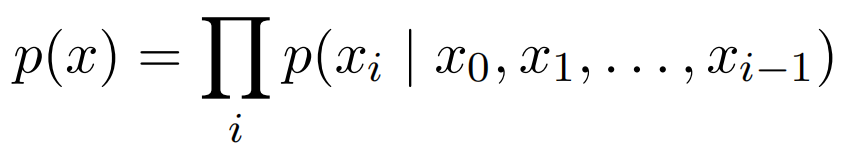 p(x) = ∏_i p(x_i | x_0, x_1, …, x_{i−1})